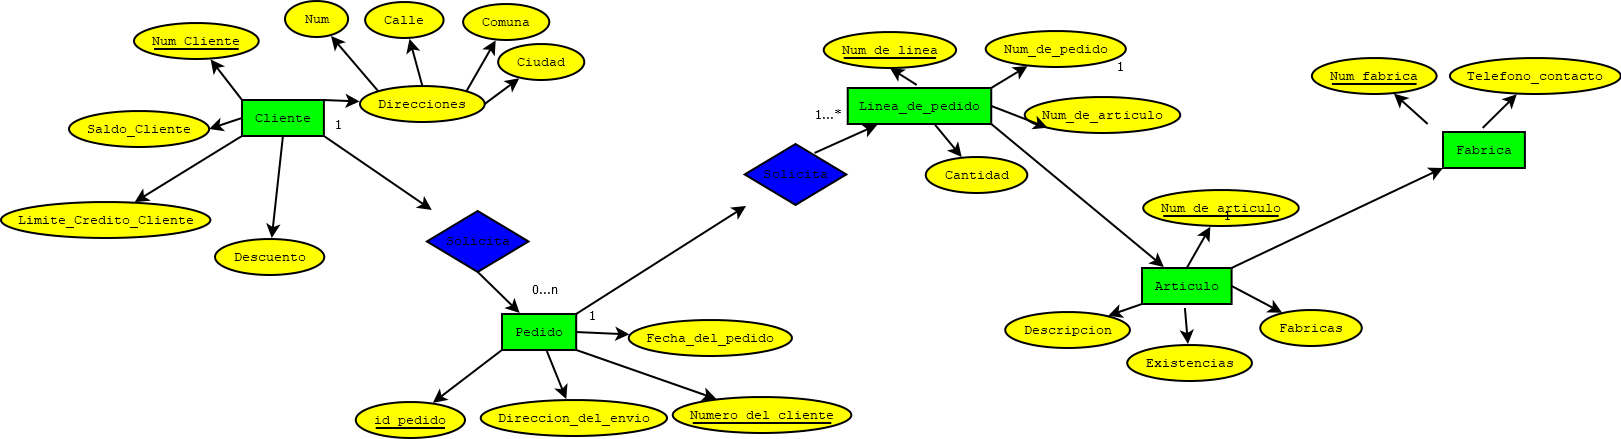 Num
Calle
Comuna
Num_Cliente
Ciudad
Direcciones
Cliente
Saldo_Cliente
1
Limite_Credito_Cliente
Descuento
Solicita
0...n
Pedido
1
Fecha_del_pedido
id_pedido
Direccion_del_envio
Numero_del_cliente
Solicita
1...*
Num_de_linea
Num_de_pedido
1
Linea_de_pedido
Num_de_articulo
Cantidad
Num_de_articulo
1
Articulo
Descripcion
Existencias
Fabricas
Num_fabrica
Telefono_contacto
Fabrica